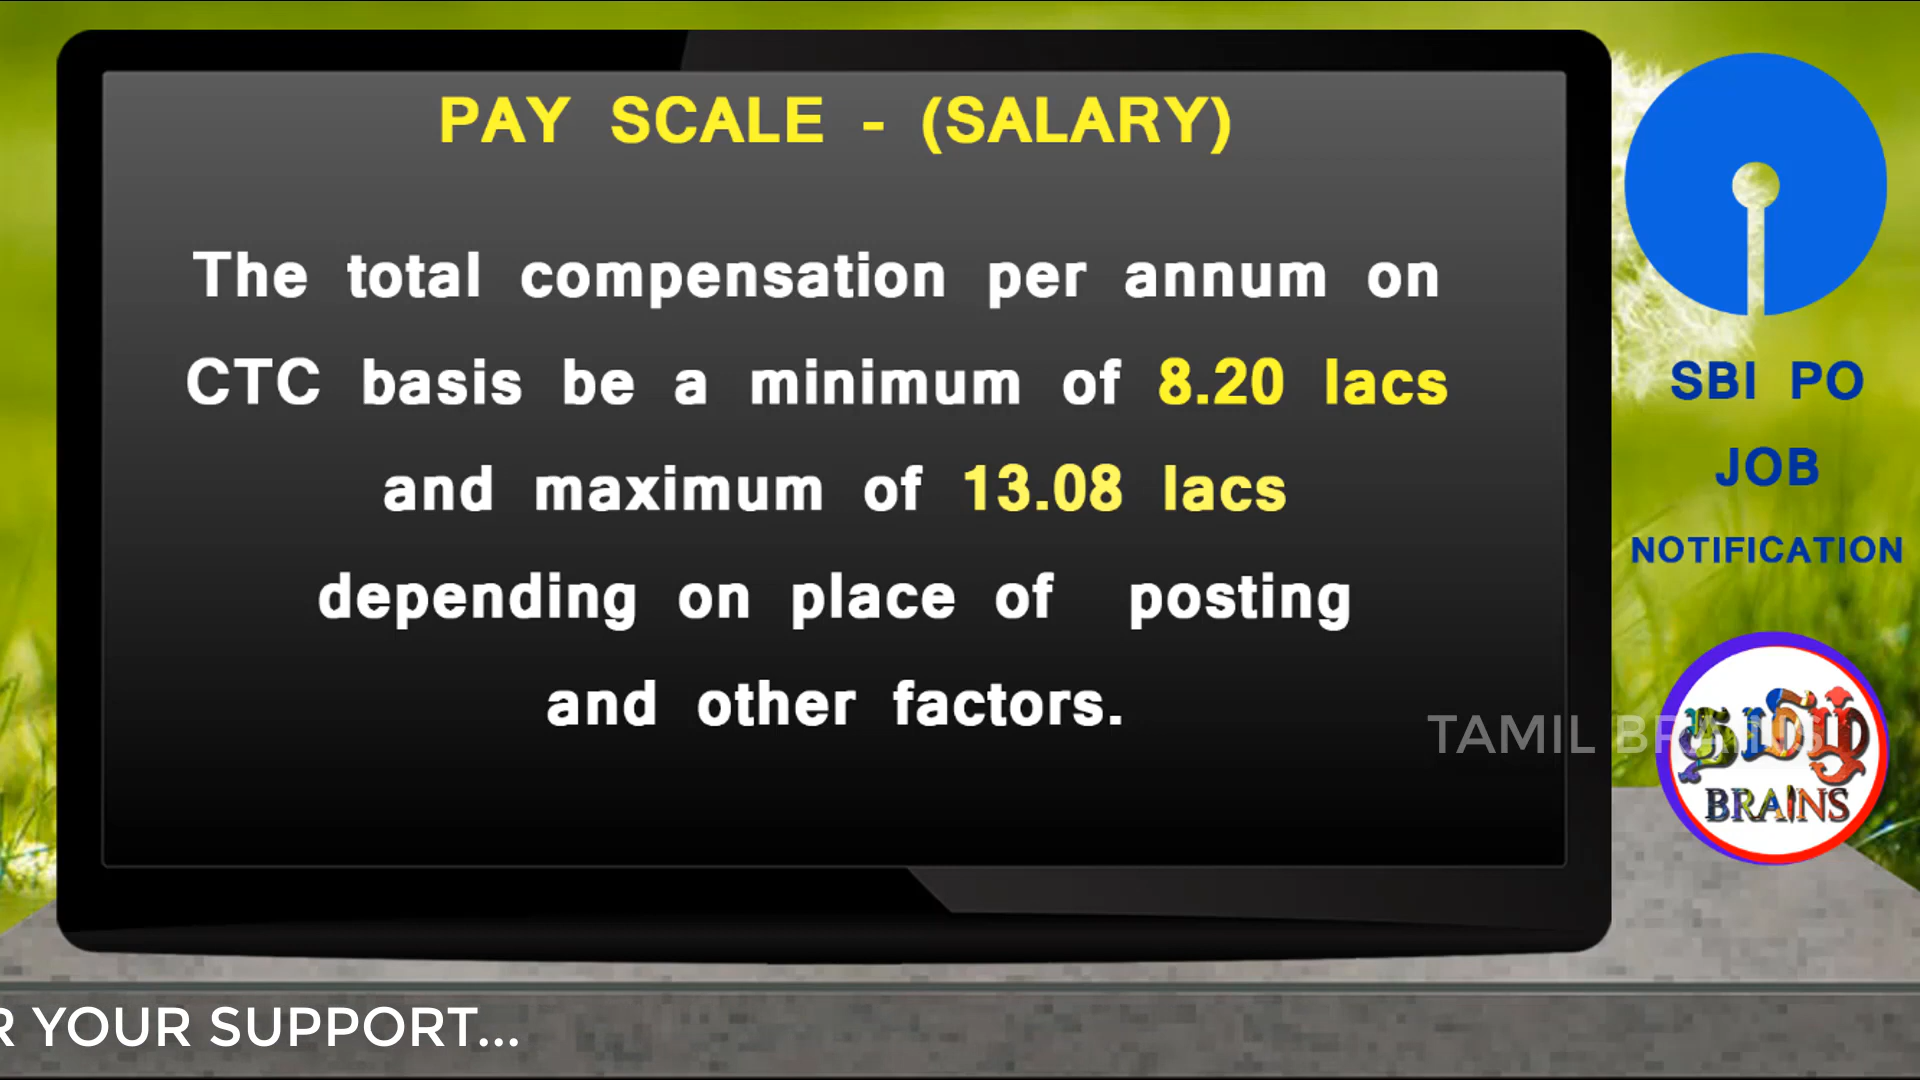 PAY SCALE - (SALARY)
The total compensation per annum on
CTC basis be a minimum of 8.20 lacs
and maximum of 13.08 lacs
depending on place of posting
and other factors.
SBI PO
JOB
NOTIFICATION
TAMIL BRAINS
தமிழ்
BRAINS
R YOUR SUPPORT...